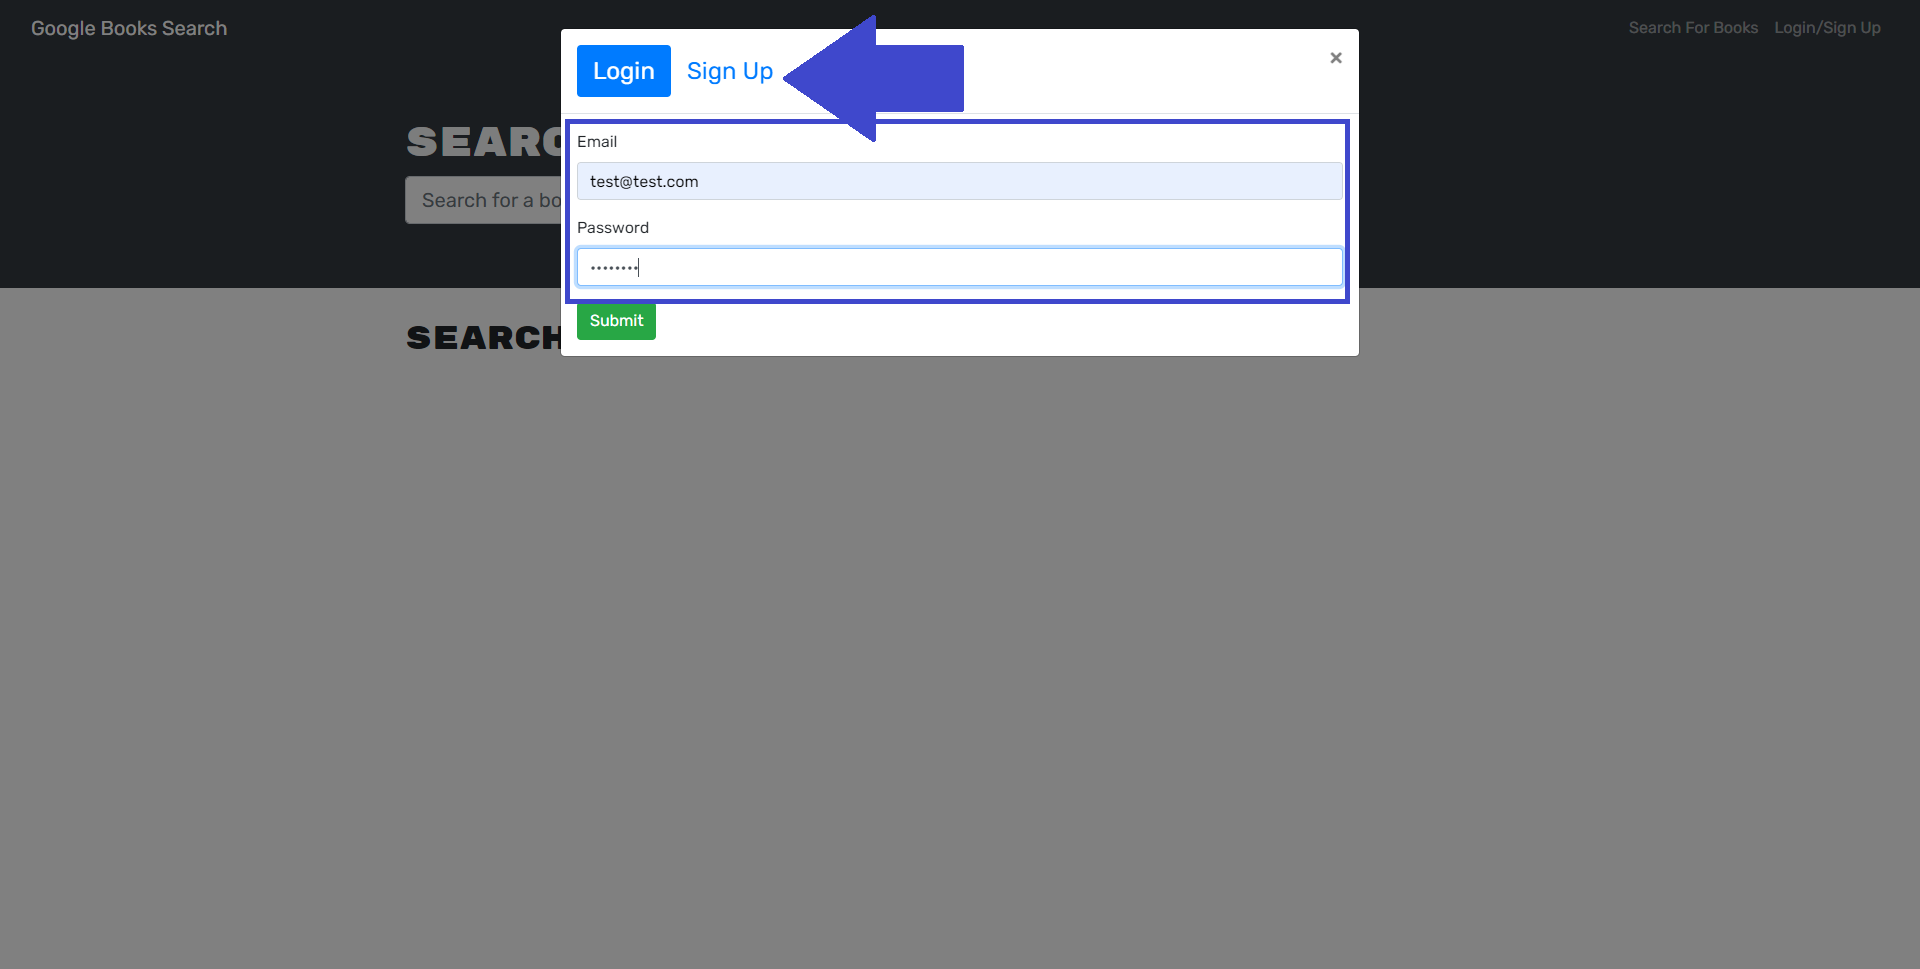 Google Books Search
Search For Books
Login/Sign Up
Login
Sign Up
×
SEARC
Search for a bo
Email
test@test.com
Password
••••••••
Submit
SEARCH